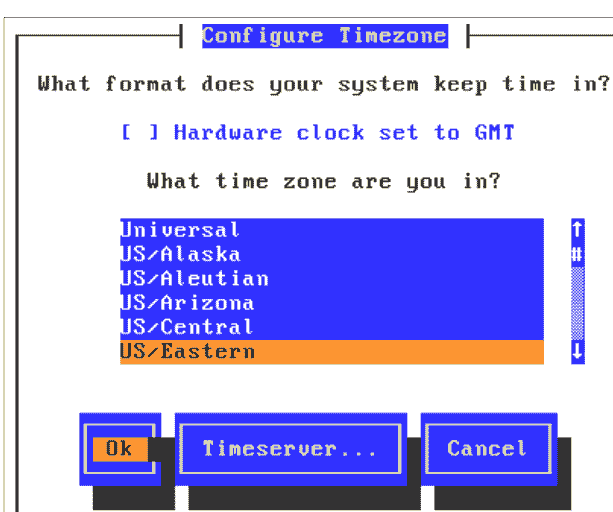 Configure Timezone
What format does your system keep time in?
[ ] Hardware clock set to GMT
What time zone are you in?
Universal
US/Alaska
US/Aleutian
US/Arizona
US/Central
US/Eastern
Ok Timeserver... Cancel